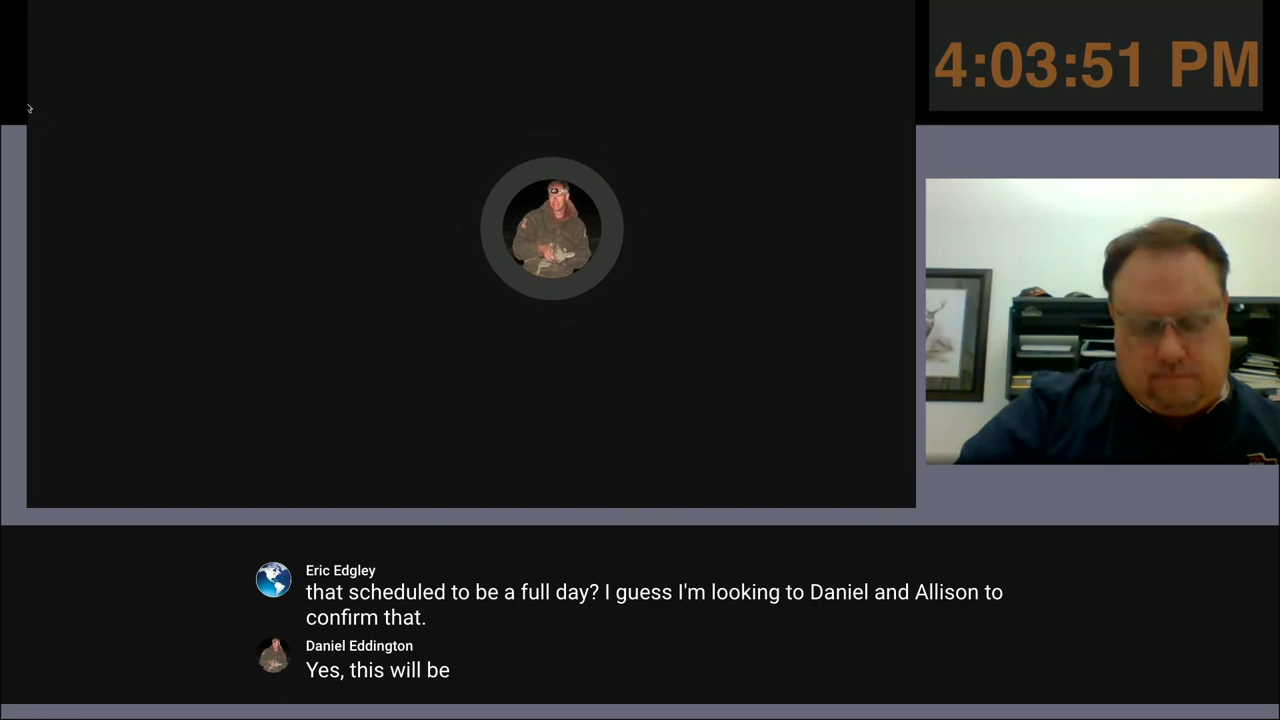 4:03:51 PM
Eric Edgley
that scheduled to be a full day? I guess I'm looking to Daniel and Allison to
confirm that.
Daniel Eddington
Yes, this will be